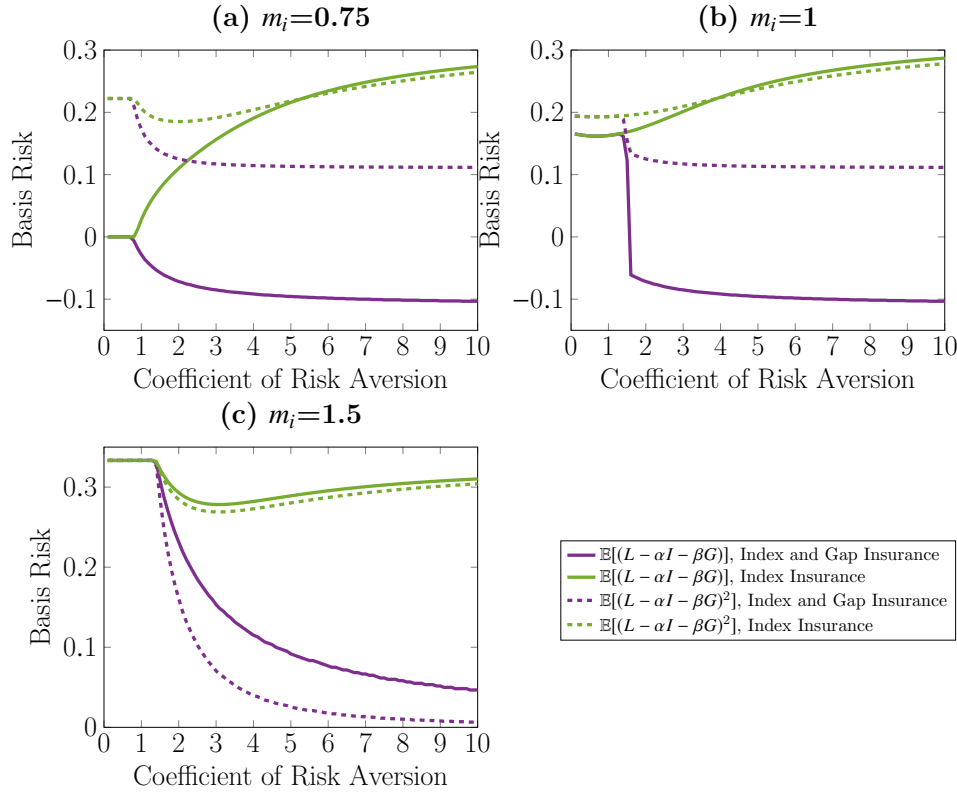 (a) mᵢ=0.75
(b) mᵢ=1
0.3
0.2
0.1
0
−0.1
Basis Risk
0 1 2 3 4 5 6 7 8 9 10
Coefficient of Risk Aversion
0.3
0.2
0.1
0
−0.1
Basis Risk
0 1 2 3 4 5 6 7 8 9 10
Coefficient of Risk Aversion
(c) mᵢ=1.5
0.3
0.2
0.1
0
Basis Risk
0 1 2 3 4 5 6 7 8 9 10
Coefficient of Risk Aversion
𝔼[(L − αI − βG)], Index and Gap Insurance
𝔼[(L − αI − βG)], Index Insurance
𝔼[(L − αI − βG)²], Index and Gap Insurance
𝔼[(L − αI − βG)²], Index Insurance